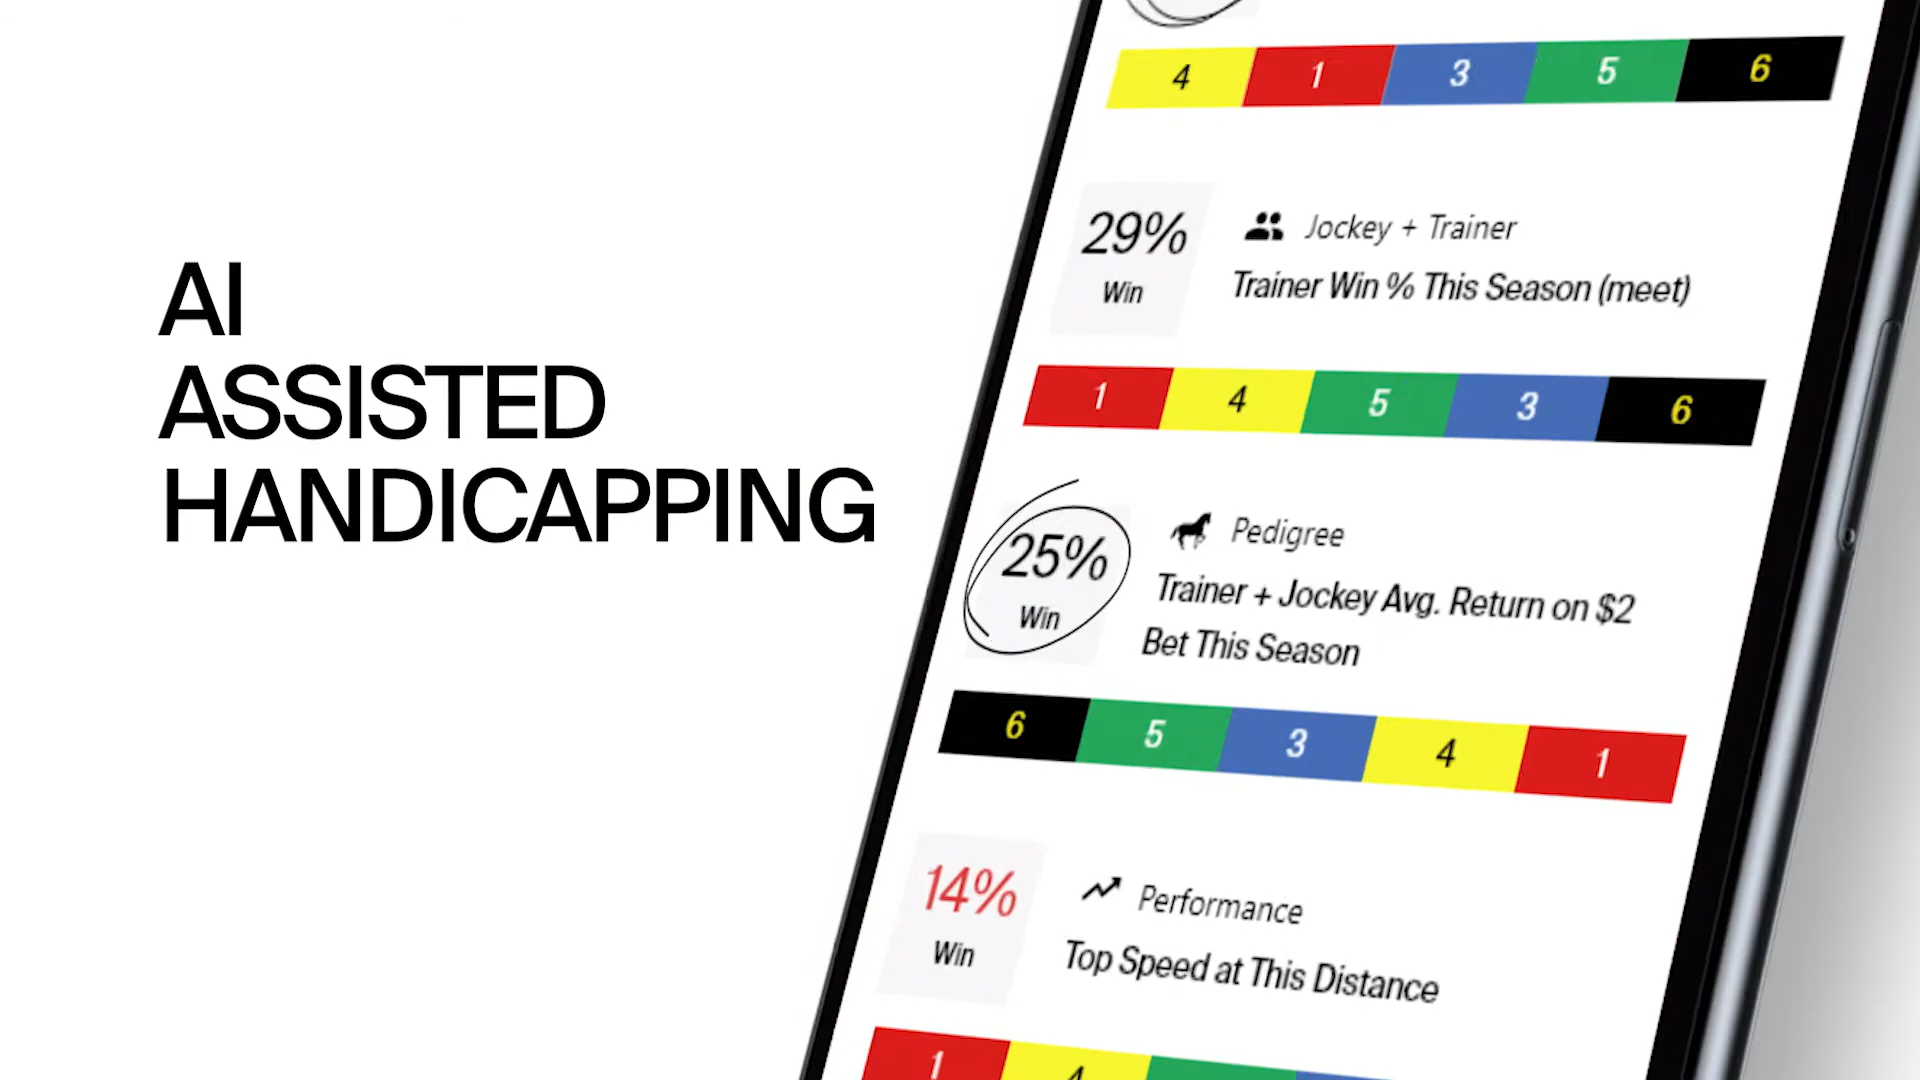 AI
ASSISTED
HANDICAPPING
4 1 3 5 6
29%
Win
Jockey + Trainer
Trainer Win % This Season (meet)
1 4 5 3 6
25%
Win
Pedigree
Trainer + Jockey Avg. Return on $2
Bet This Season
6 5 3 4 1
14%
Win
Performance
Top Speed at This Distance
1 4